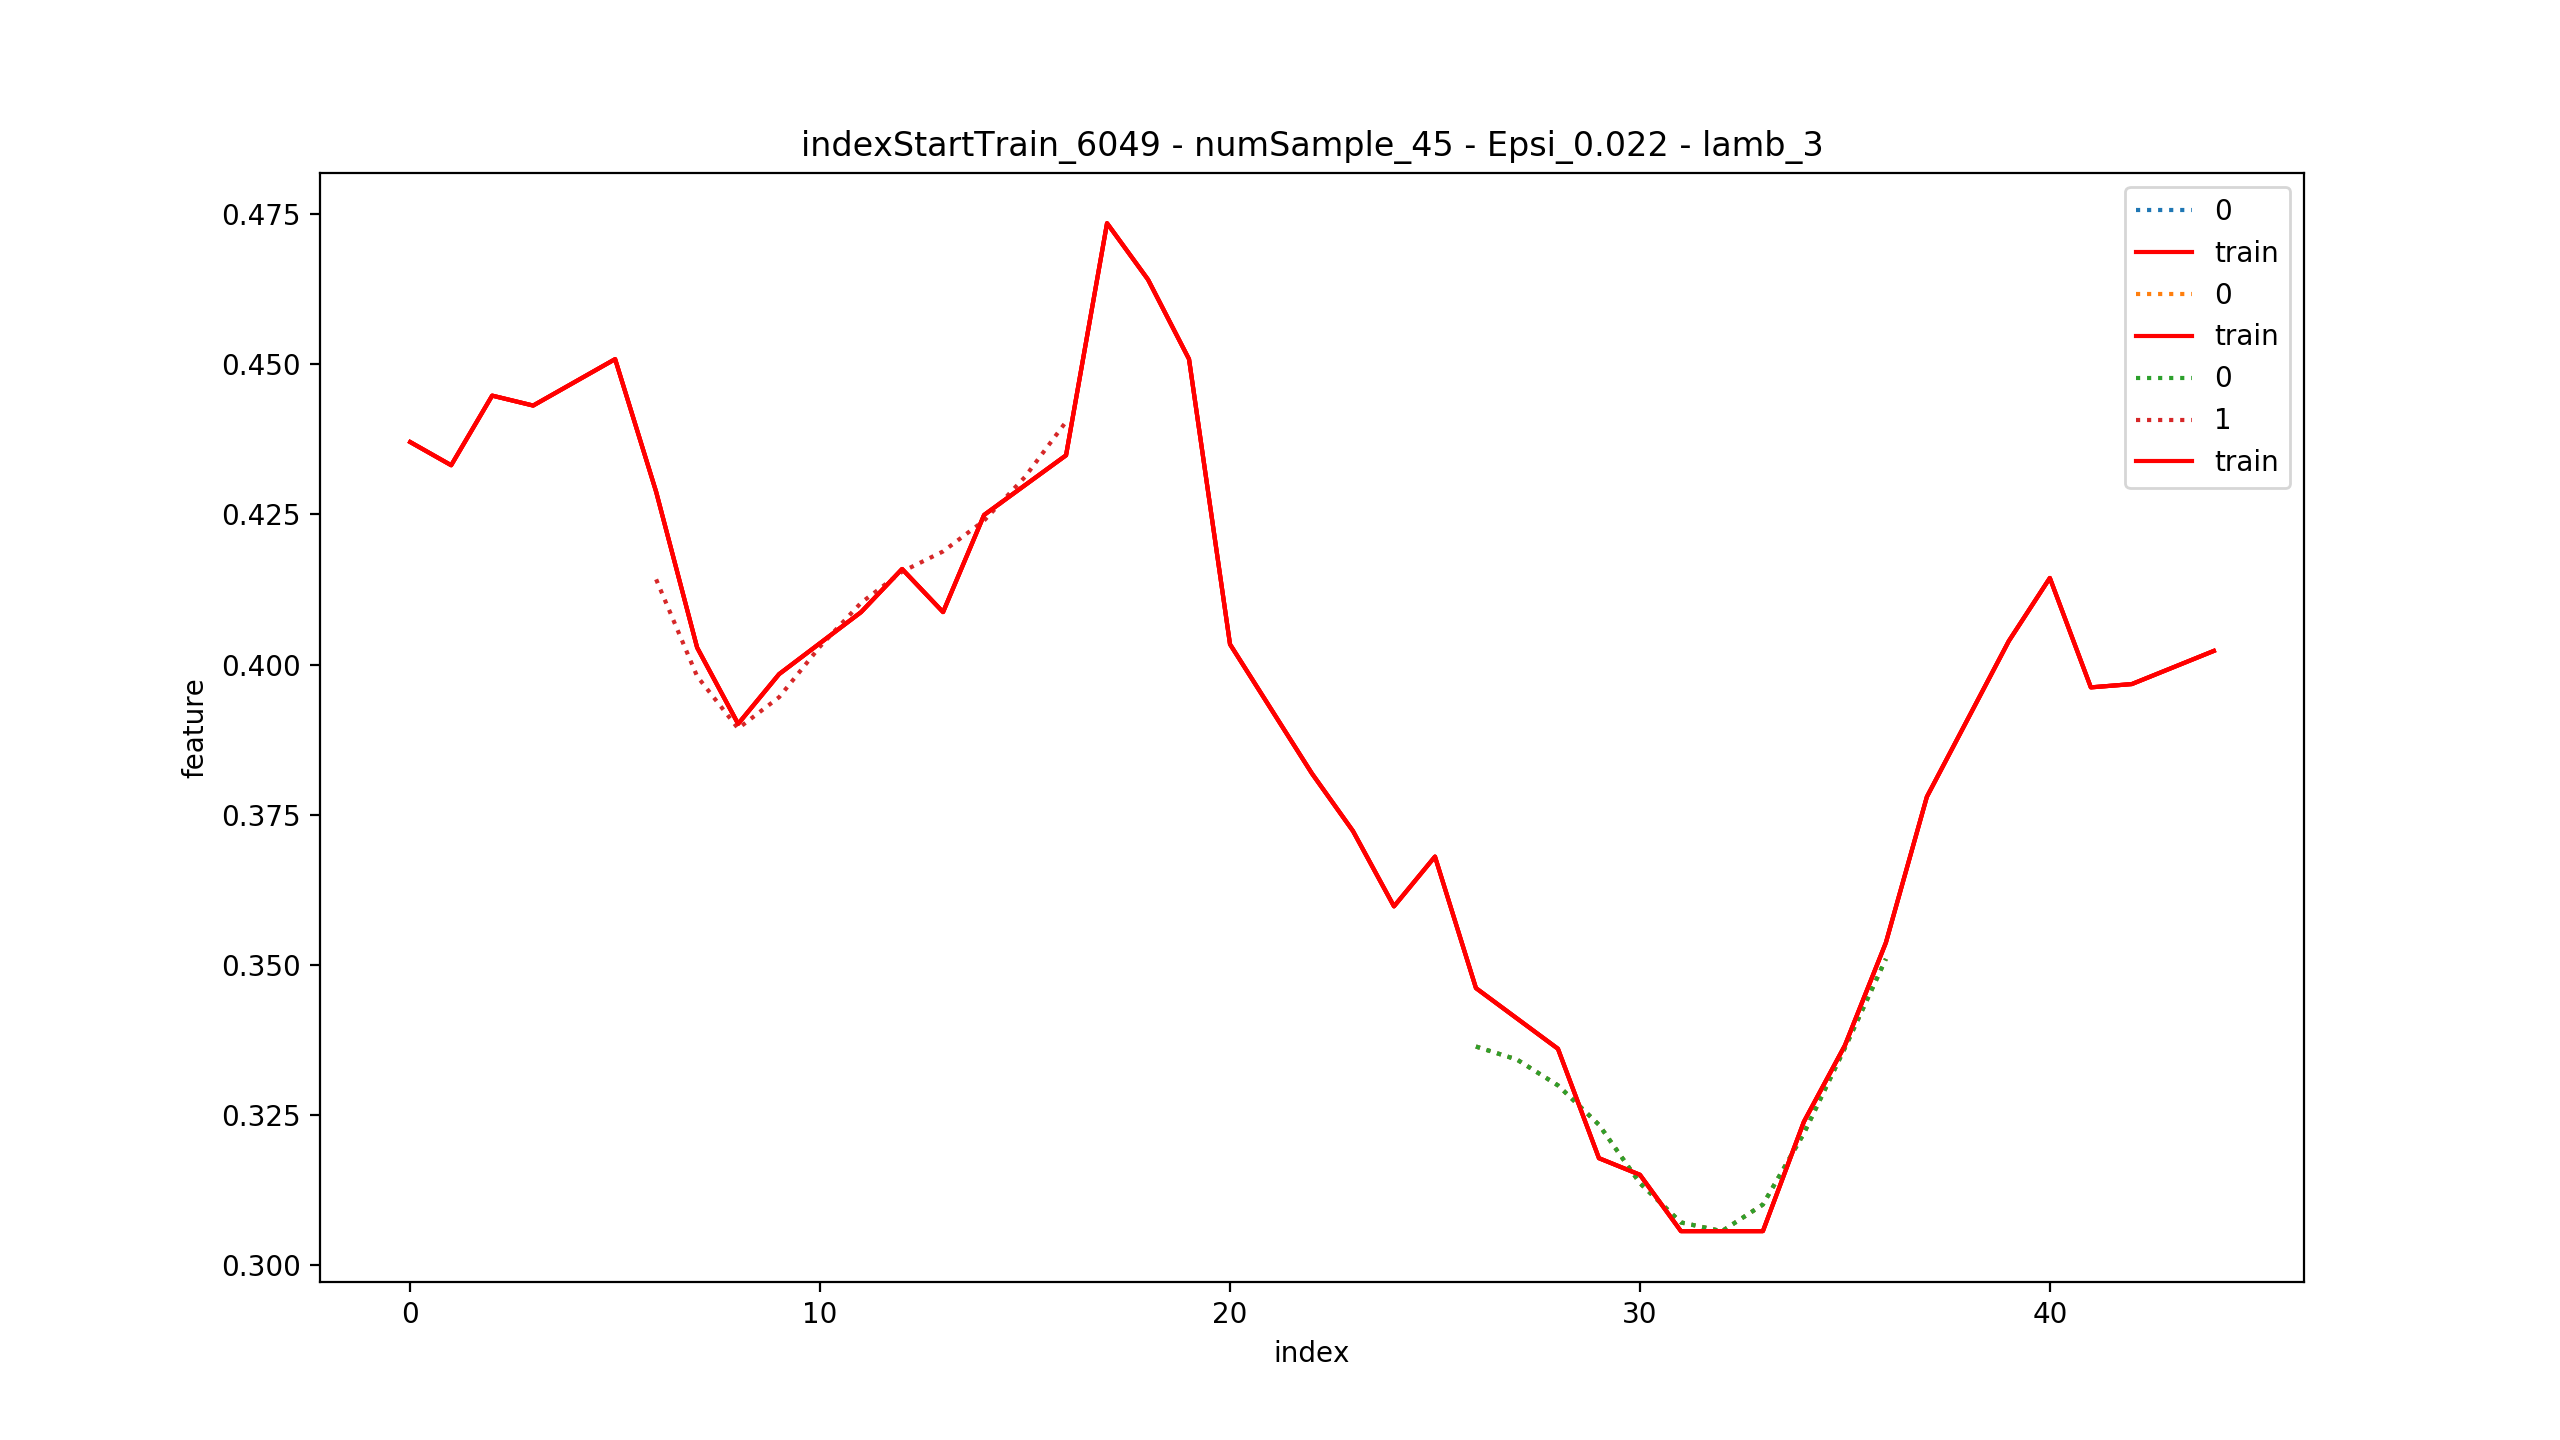 indexStartTrain_6049 - numSample_45 - Epsi_0.022 - lamb_3
0
train
0
train
0
1
train
0.475
0.450
0.425
0.400
0.375
0.350
0.325
0.300
feature
0 10 20 30 40
index